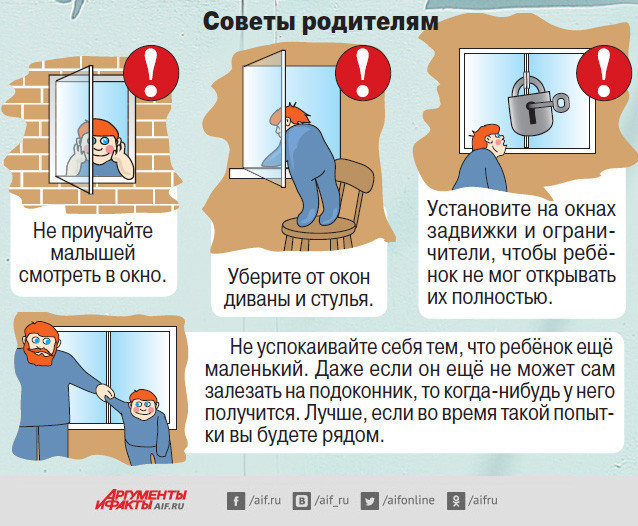 Советы родителям
Не приучайте
малышей
смотреть в окно.
Уберите от окон
диваны и стулья.
Установите на окнах
задвижки и ограни-
чители, чтобы ребё-
нок не мог открывать
их полностью.
Не успокаивайте себя тем, что ребёнок ещё
маленький. Даже если он ещё не может сам
залезать на подоконник, то когда-нибудь у него
получится. Лучше, если во время такой попыт-
ки вы будете рядом.
АРГУМЕНТЫ
И ФАКТЫ AIF.RU
/aif.ru /aif_ru /aifonline /aifru